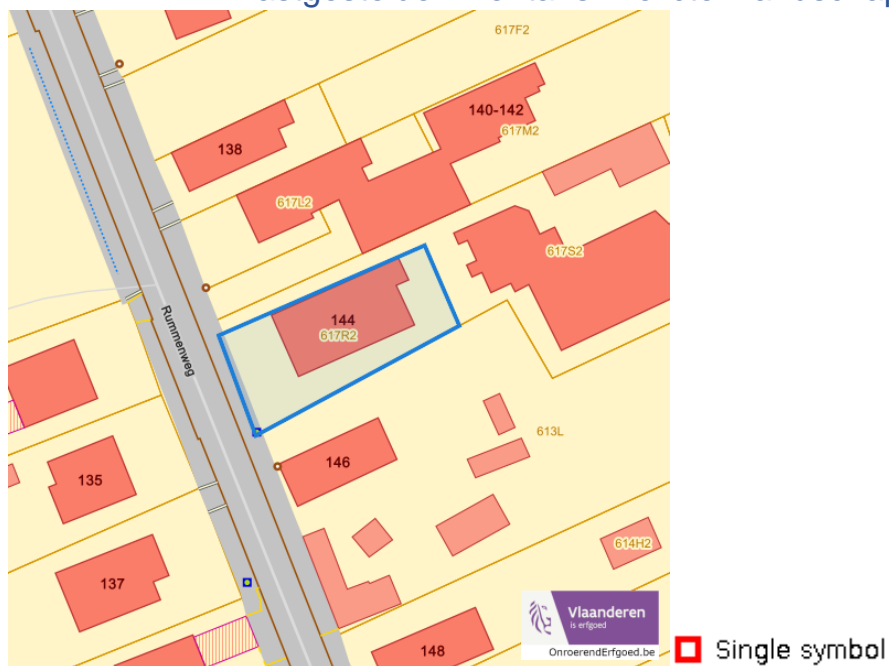 617F2
140-142
617M2
138
617L2
617S2
144
617R2
Rummenweg
613L
146
135
614H2
137
148
Vlaanderen
is erfgoed
OnroerendErfgoed.be
Single symbol